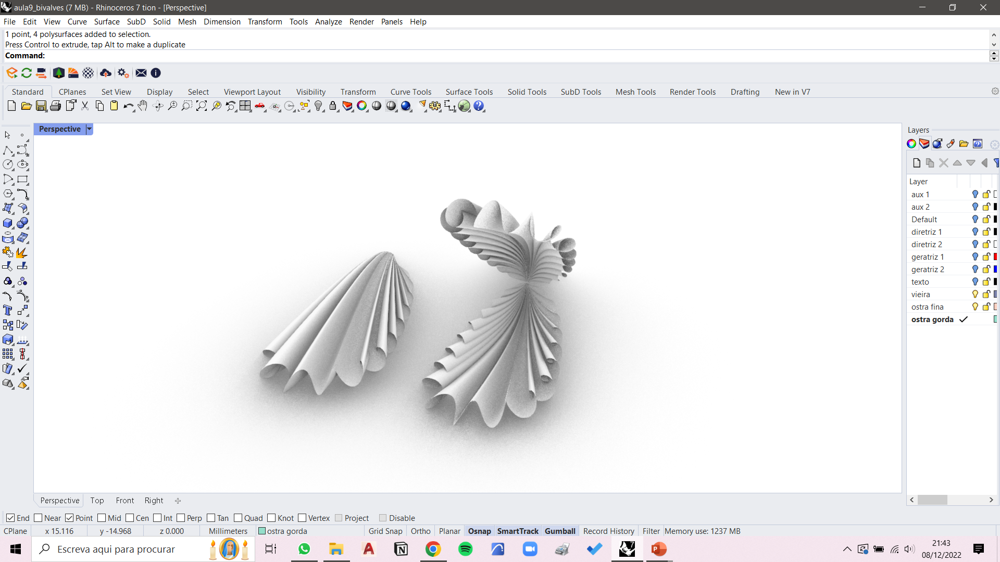 aula9_bivalves (7 MB) - Rhinoceros 7 tion - [Perspective]
File Edit View Curve Surface SubD Solid Mesh Dimension Transform Tools Analyze Render Panels Help
1 point, 4 polysurfaces added to selection.
Press Control to extrude, tap Alt to make a duplicate
Command:
Standard CPlanes Set View Display Select Viewport Layout Visibility Transform Curve Tools Surface Tools Solid Tools SubD Tools Mesh Tools Render Tools Drafting New in V7
Perspective
Layers
Layer
aux 1
aux 2
Default
diretriz 1
diretriz 2
geratriz 1
geratriz 2
texto
vieira
ostra fina
ostra gorda
Perspective Top Front Right
End Near Point Mid Cen Int Perp Tan Quad Knot Vertex Project Disable
CPlane x 15.116 y -14.968 z 0.000 Millimeters ostra gorda Grid Snap Ortho Planar Osnap SmartTrack Gumball Record History Filter Memory use: 1237 MB
Escreva aqui para procurar
21:43
08/12/2022